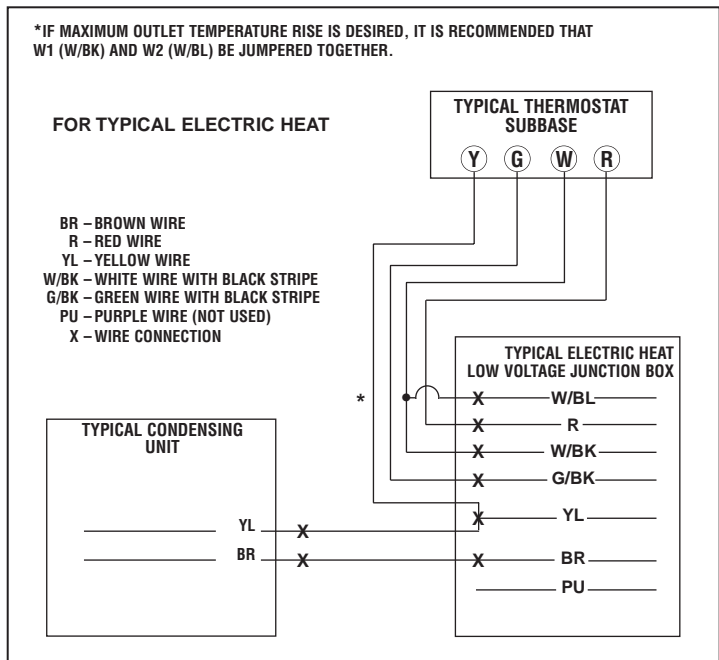 *IF MAXIMUM OUTLET TEMPERATURE RISE IS DESIRED, IT IS RECOMMENDED THAT
W1 (W/BK) AND W2 (W/BL) BE JUMPERED TOGETHER.
FOR TYPICAL ELECTRIC HEAT
TYPICAL THERMOSTAT
SUBBASE
Y G W R
BR – BROWN WIRE
R – RED WIRE
YL – YELLOW WIRE
W/BK – WHITE WIRE WITH BLACK STRIPE
G/BK – GREEN WIRE WITH BLACK STRIPE
PU – PURPLE WIRE (NOT USED)
X – WIRE CONNECTION
TYPICAL ELECTRIC HEAT
LOW VOLTAGE JUNCTION BOX
* X W/BL
X R
X W/BK
X G/BK
X YL
X BR
PU
TYPICAL CONDENSING
UNIT
YL X
BR X